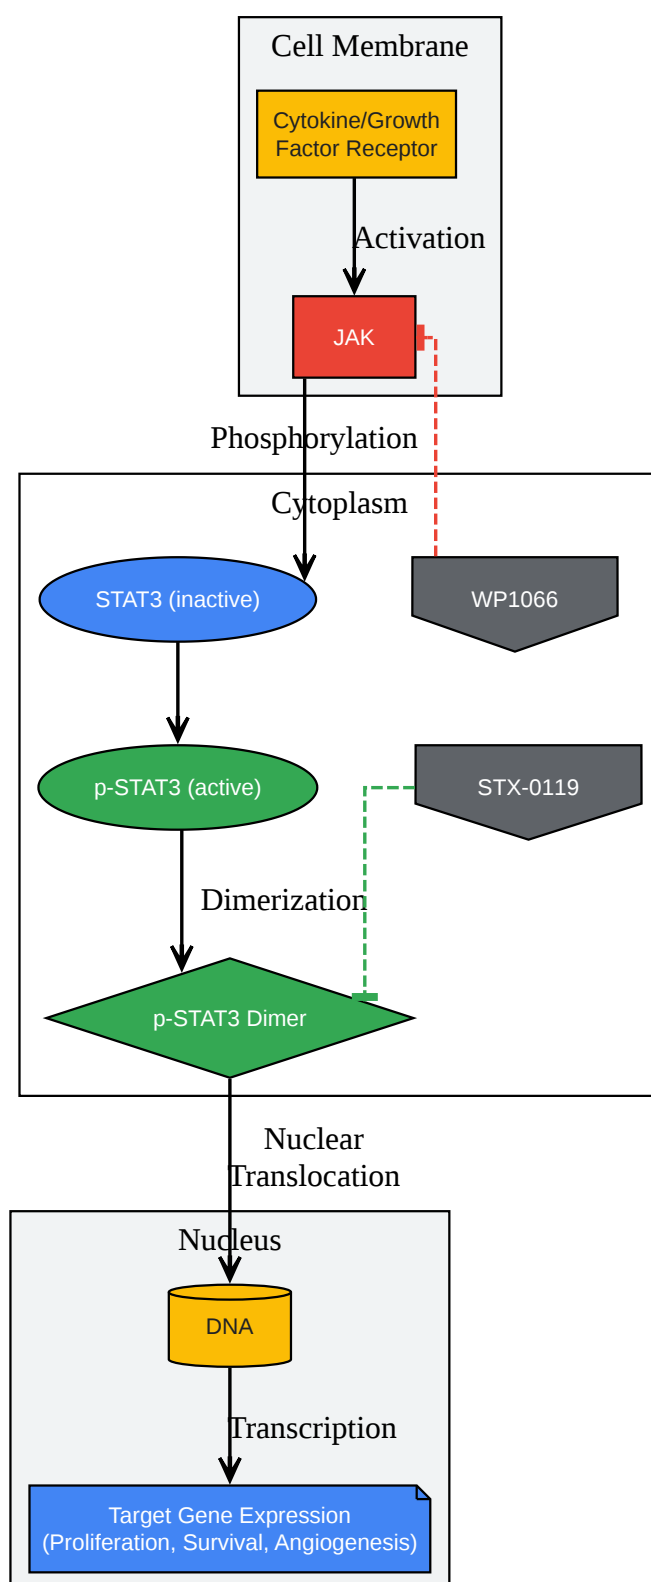 Cell Membrane
Cytokine/Growth
Factor Receptor
Activation
JAK
Phosphorylation
Cytoplasm
STAT3 (inactive)
WP1066
p-STAT3 (active)
STX-0119
Dimerization
p-STAT3 Dimer
Nuclear
Translocation
Nucleus
DNA
Transcription
Target Gene Expression
(Proliferation, Survival, Angiogenesis)